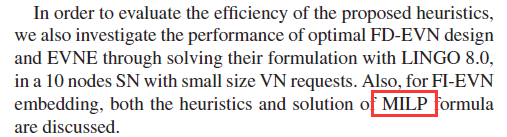 In order to evaluate the efficiency of the proposed heuristics,
we also investigate the performance of optimal FD-EVN design
and EVNE through solving their formulation with LINGO 8.0,
in a 10 nodes SN with small size VN requests. Also, for FI-EVN
embedding, both the heuristics and solution of MILP formula
are discussed.